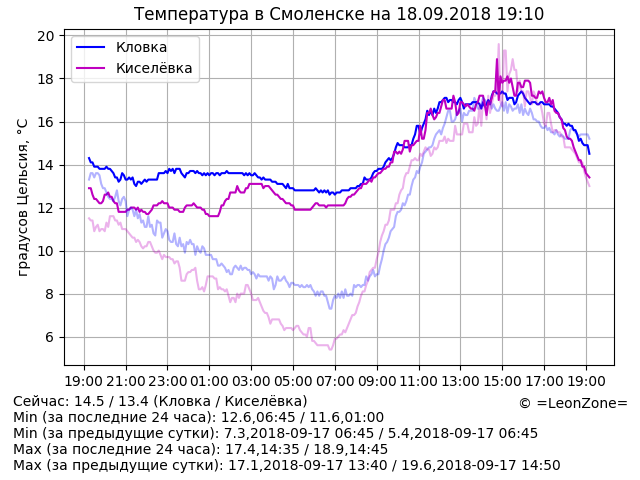 Температура в Смоленске на 18.09.2018 19:10
Кловка
Киселёвка
градусов Цельсия, °C
20
18
16
14
12
10
8
6
19:00 21:00 23:00 01:00 03:00 05:00 07:00 09:00 11:00 13:00 15:00 17:00 19:00
Сейчас: 14.5 / 13.4 (Кловка / Киселёвка)
© =LeonZone=
Min (за последние 24 часа): 12.6,06:45 / 11.6,01:00
Min (за предыдущие сутки): 7.3,2018-09-17 06:45 / 5.4,2018-09-17 06:45
Max (за последние 24 часа): 17.4,14:35 / 18.9,14:45
Max (за предыдущие сутки): 17.1,2018-09-17 13:40 / 19.6,2018-09-17 14:50